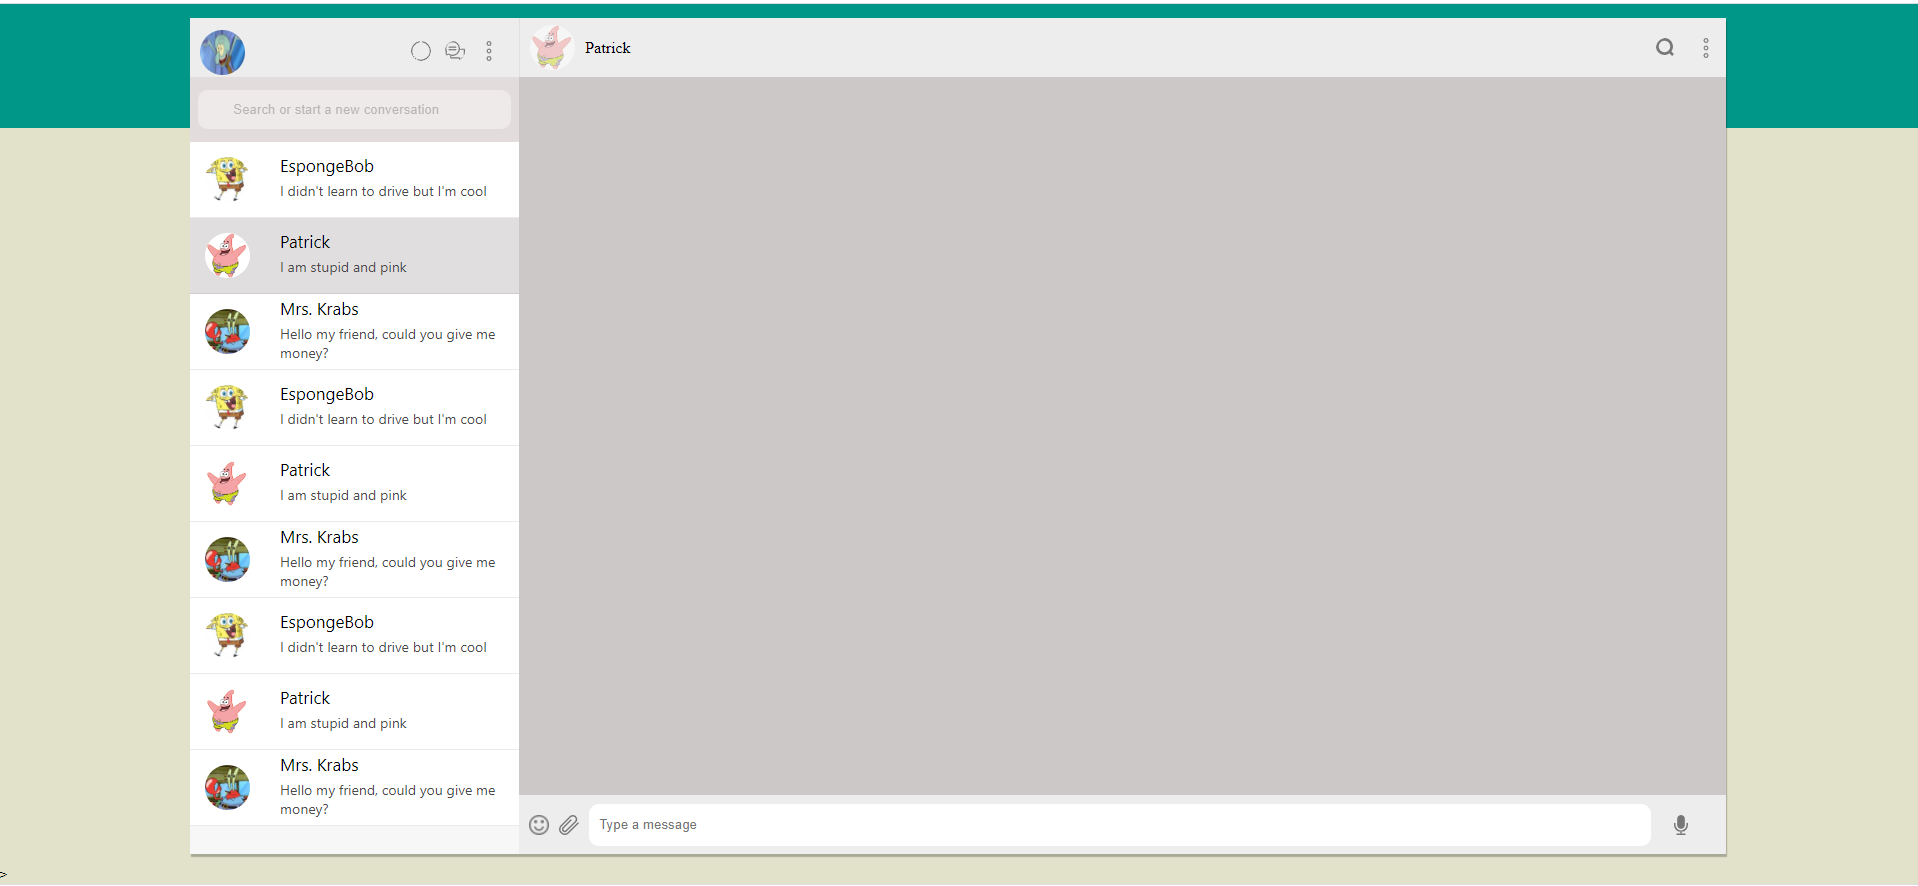 Patrick
Search or start a new conversation
EspongeBob
I didn't learn to drive but I'm cool
Patrick
I am stupid and pink
Mrs. Krabs
Hello my friend, could you give me
money?
EspongeBob
I didn't learn to drive but I'm cool
Patrick
I am stupid and pink
Mrs. Krabs
Hello my friend, could you give me
money?
EspongeBob
I didn't learn to drive but I'm cool
Patrick
I am stupid and pink
Mrs. Krabs
Hello my friend, could you give me
money?
Type a message
>